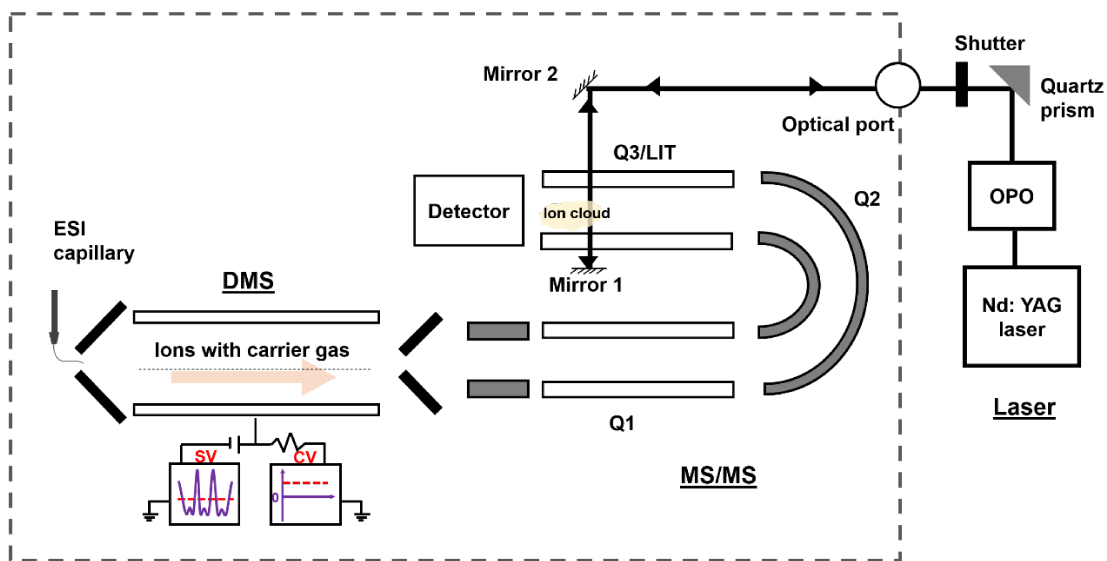 Shutter
Mirror 2
Quartz
prism
Optical port
Q3/LIT
OPO
Q2
Detector
Ion cloud
ESI
capillary
DMS
Mirror 1
Nd: YAG
laser
Ions with carrier gas
Laser
Q1
SV
CV
MS/MS
0